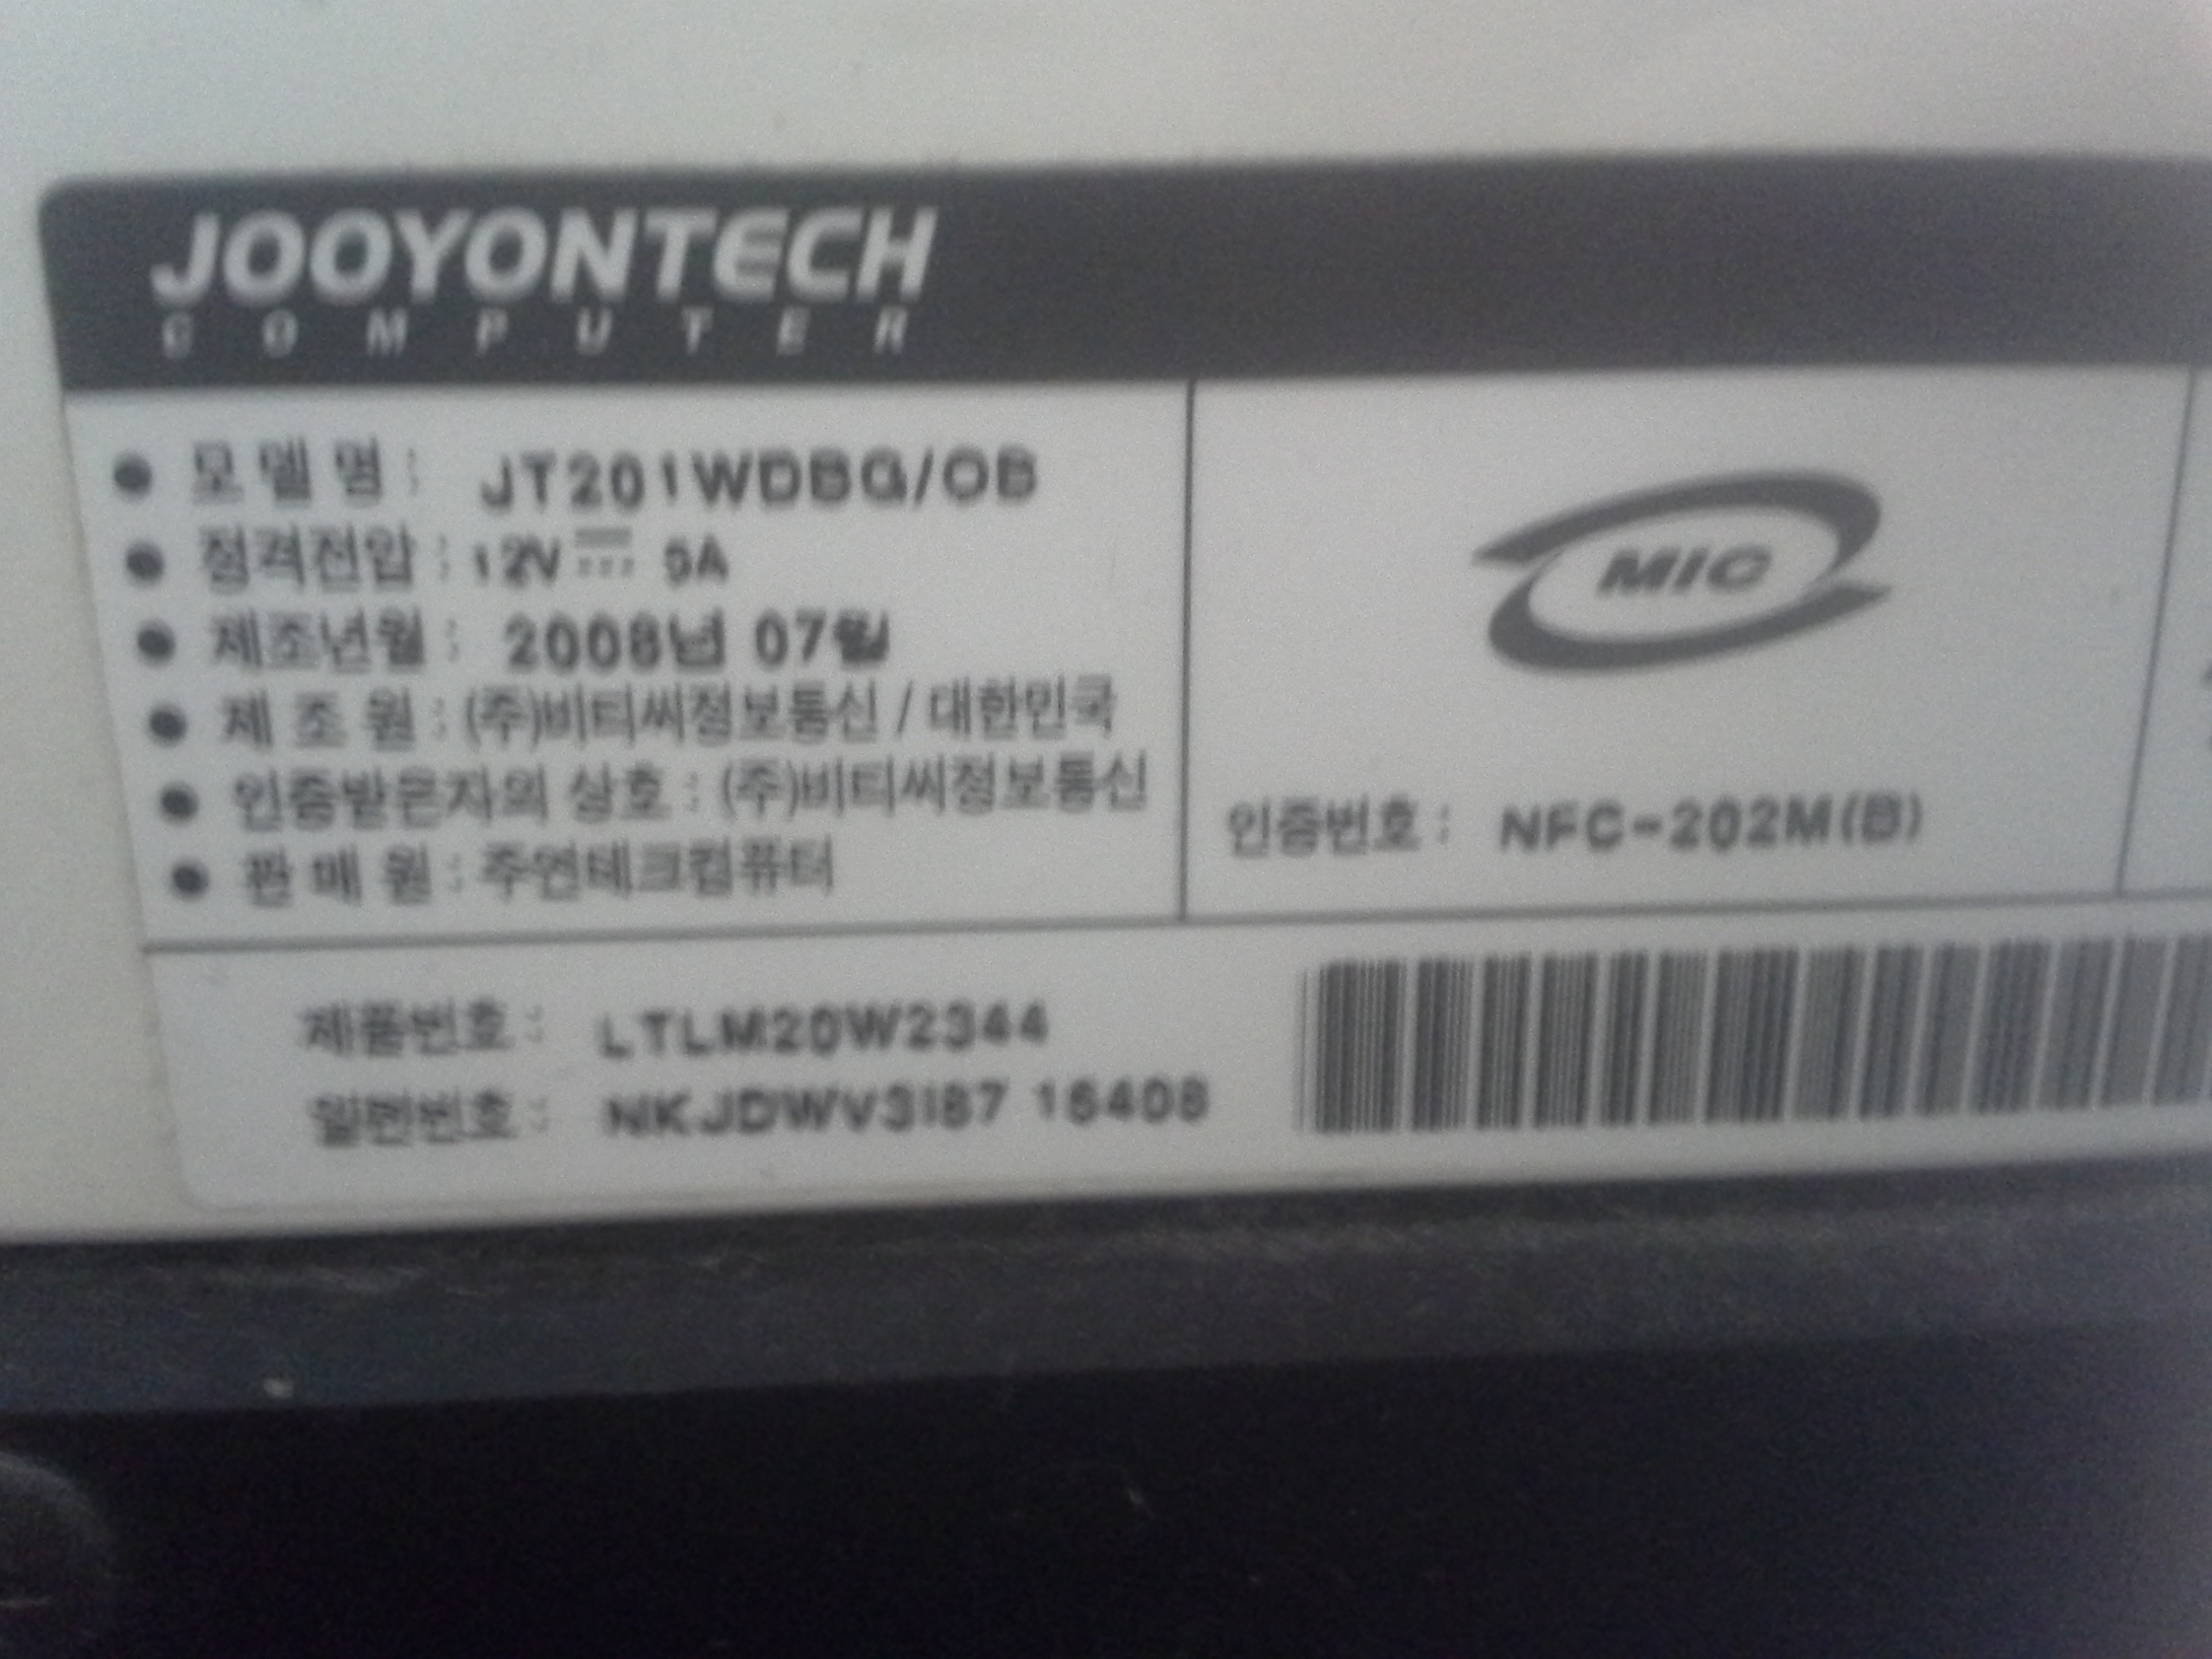 JOOYONTECH
COMPUTER
● 모 델 명 : JT201WDBG/OB
● 정격전압 : 12V ⎓ 5A
● 제조년월 : 2008년 07월
● 제 조 원 : (주)비티씨정보통신 / 대한민국
● 인증받은자의 상호 : (주)비티씨정보통신
● 판 매 원 : 주연테크컴퓨터
MIC
인증번호 : NFC-202M(B)
제품번호 : LTLM20W2344
일련번호 : NKJDWV3I87 16408